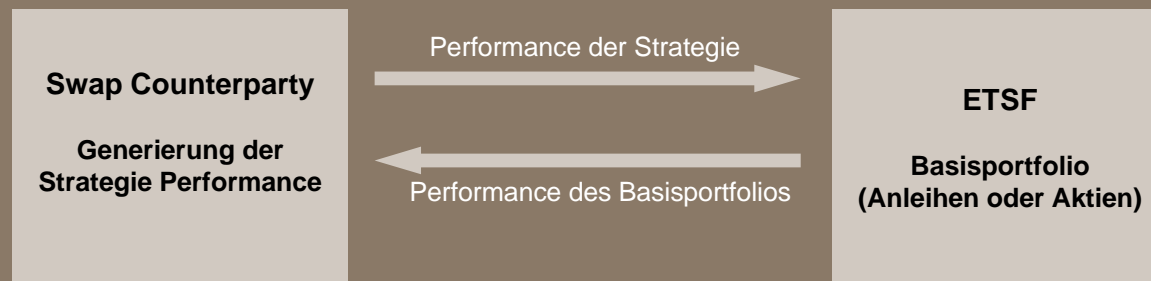 Swap Counterparty
Generierung der
Strategie Performance
Performance der Strategie
Performance des Basisportfolios
ETSF
Basisportfolio
(Anleihen oder Aktien)